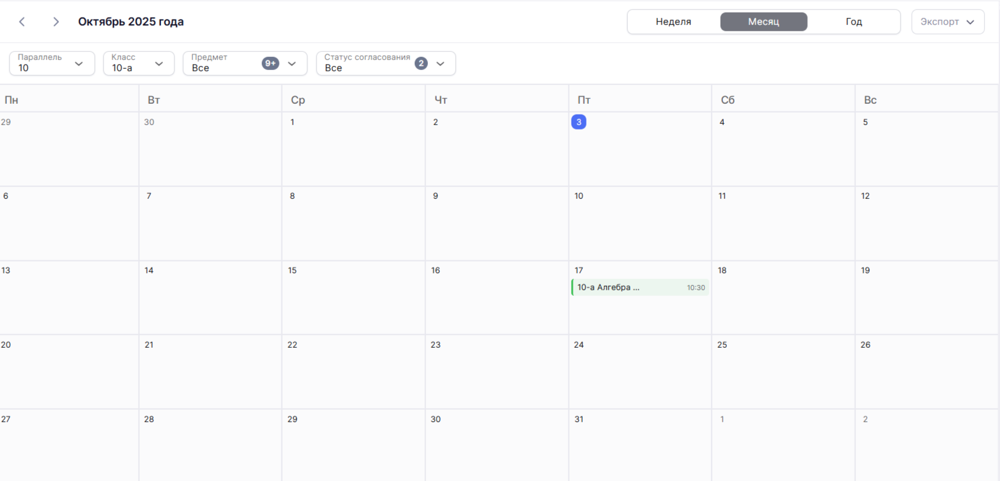 Октябрь 2025 года
Неделя Месяц Год Экспорт
Параллель Класс Предмет Статус согласования
10 10-а Все 9+ Все 2
Пн Вт Ср Чт Пт Сб Вс
29 30 1 2 3 4 5
6 7 8 9 10 11 12
13 14 15 16 17 18 19
10-а Алгебра ... 10:30
20 21 22 23 24 25 26
27 28 29 30 31 1 2